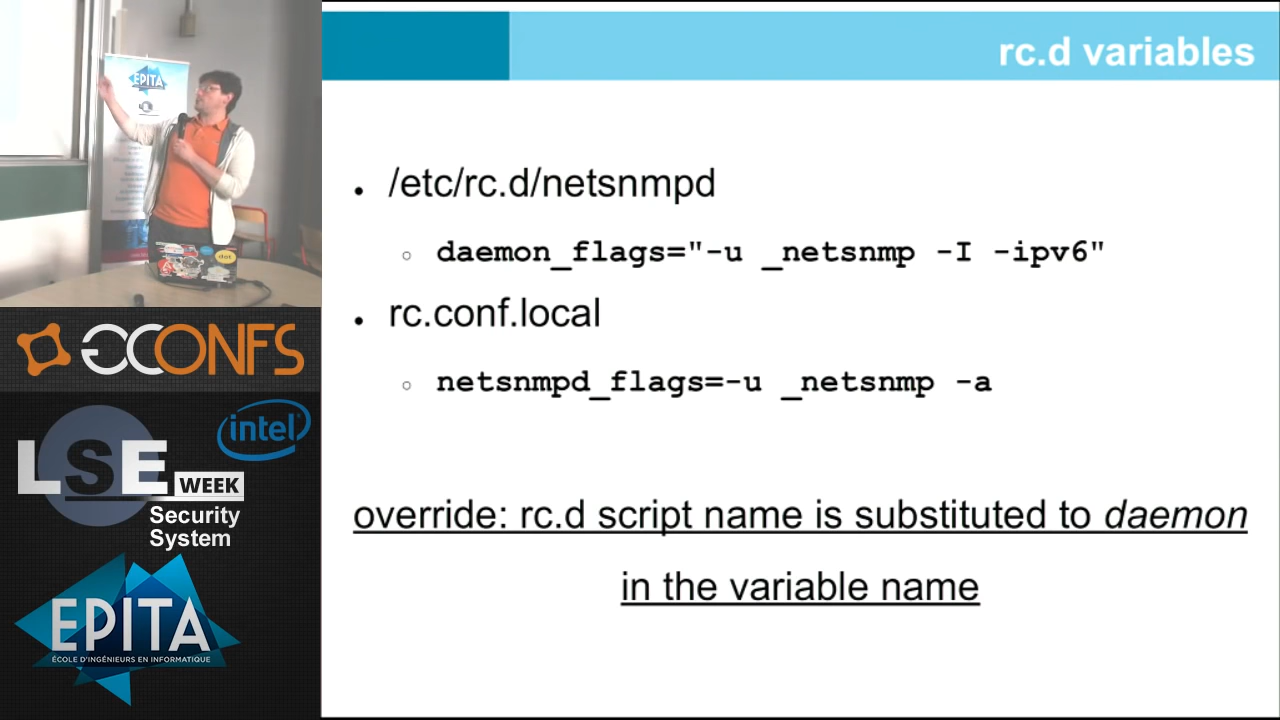 rc.d variables
EPITA
/etc/rc.d/netsnmpd
daemon_flags="-u _netsnmp -I -ipv6"
rc.conf.local
netsnmpd_flags=-u _netsnmp -a
override: rc.d script name is substituted to daemon
in the variable name
GCONFS
intel
LSE
WEEK
Security
System
EPITA
ÉCOLE D'INGÉNIEURS EN INFORMATIQUE